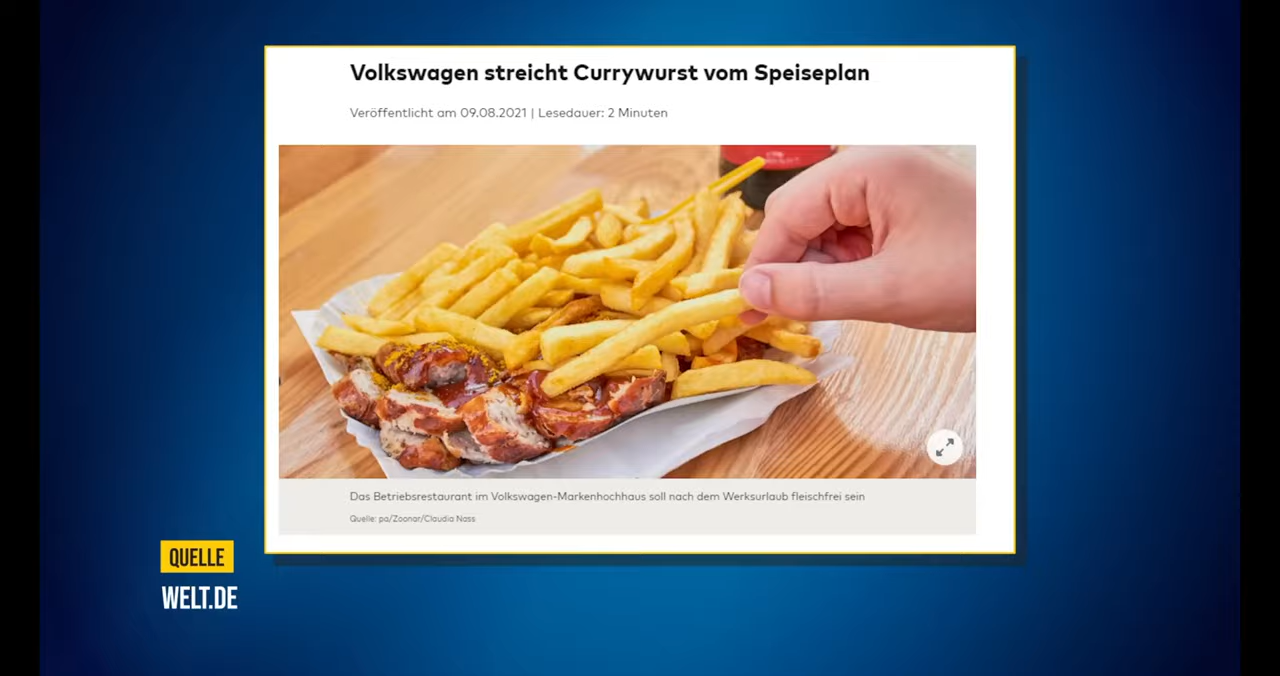 Volkswagen streicht Currywurst vom Speiseplan
Veröffentlicht am 09.08.2021 | Lesedauer: 2 Minuten
Das Betriebsrestaurant im Volkswagen-Markenhochhaus soll nach dem Werksurlaub fleischfrei sein
Quelle: pa/Zoonar/Claudia Nass
QUELLE
WELT.DE